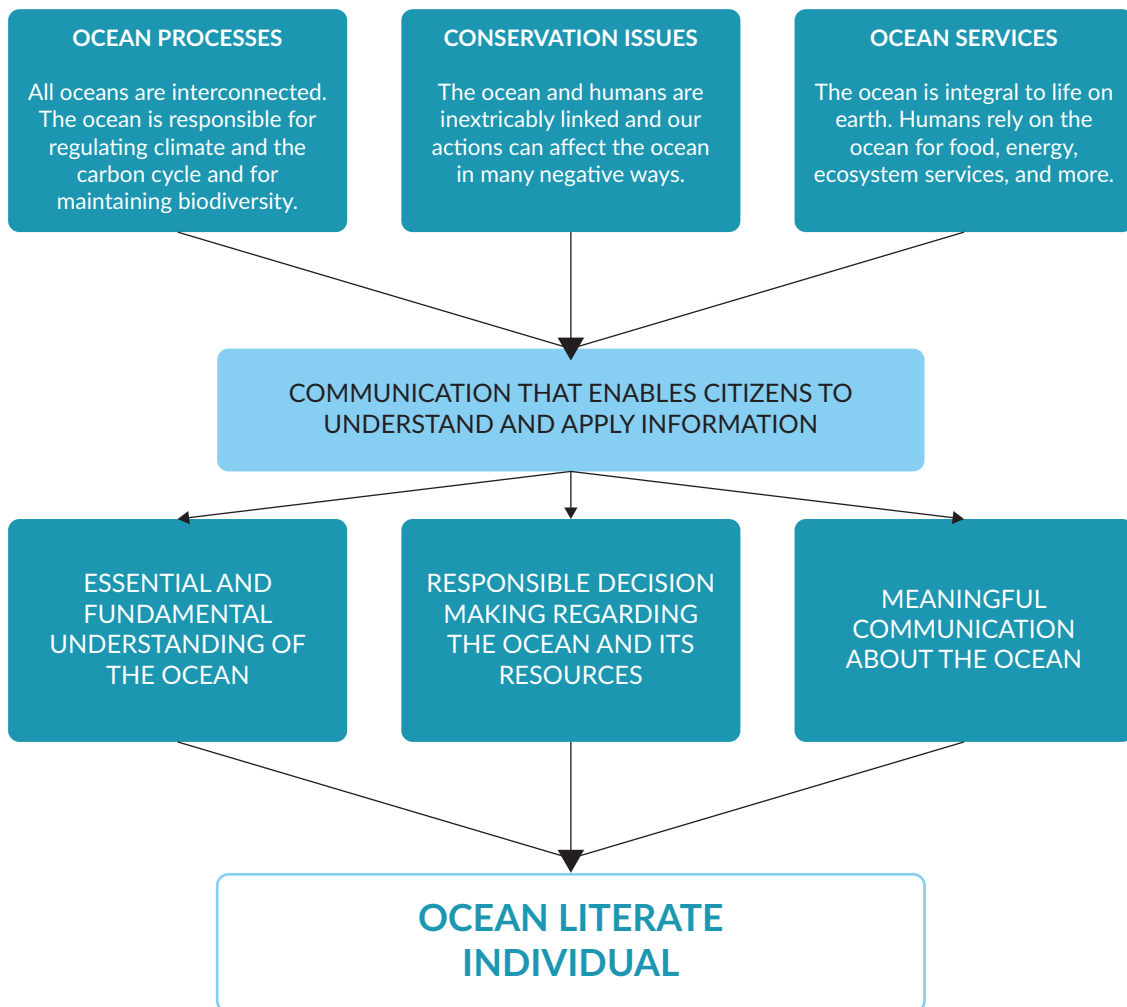 OCEAN PROCESSES
All oceans are interconnected.
The ocean is responsible for
regulating climate and the
carbon cycle and for
maintaining biodiversity.
CONSERVATION ISSUES
The ocean and humans are
inextricably linked and our
actions can affect the ocean
in many negative ways.
OCEAN SERVICES
The ocean is integral to life on
earth. Humans rely on the
ocean for food, energy,
ecosystem services, and more.
COMMUNICATION THAT ENABLES CITIZENS TO
UNDERSTAND AND APPLY INFORMATION
ESSENTIAL AND
FUNDAMENTAL
UNDERSTANDING OF
THE OCEAN
RESPONSIBLE DECISION
MAKING REGARDING
THE OCEAN AND ITS
RESOURCES
MEANINGFUL
COMMUNICATION
ABOUT THE OCEAN
OCEAN LITERATE
INDIVIDUAL